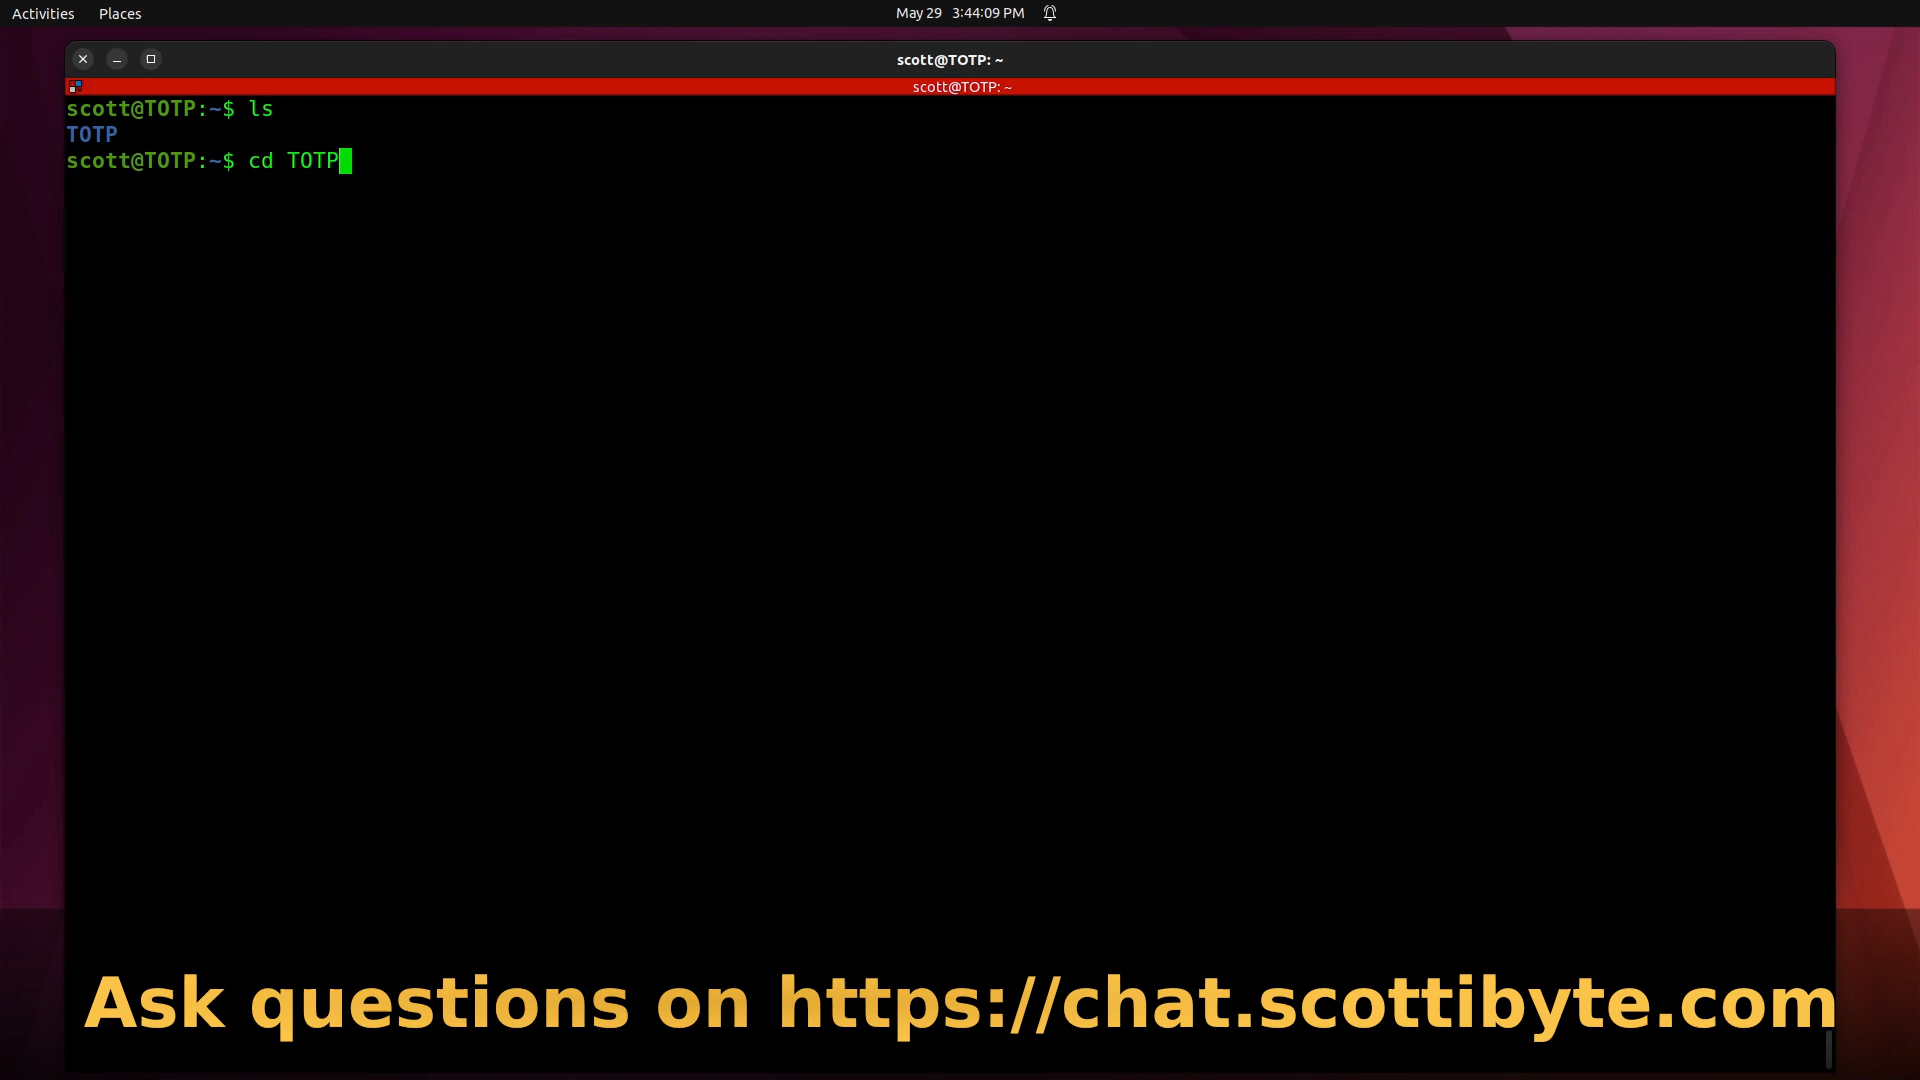 Activities Places May 29 3:44:09 PM
scott@TOTP: ~
scott@TOTP: ~
scott@TOTP:~$ ls
TOTP
scott@TOTP:~$ cd TOTP
Ask questions on https://chat.scottibyte.com